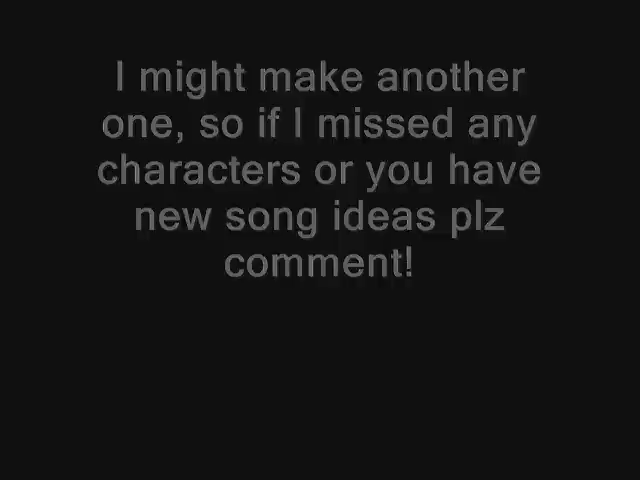 I might make another
one, so if I missed any
characters or you have
new song ideas plz
comment!